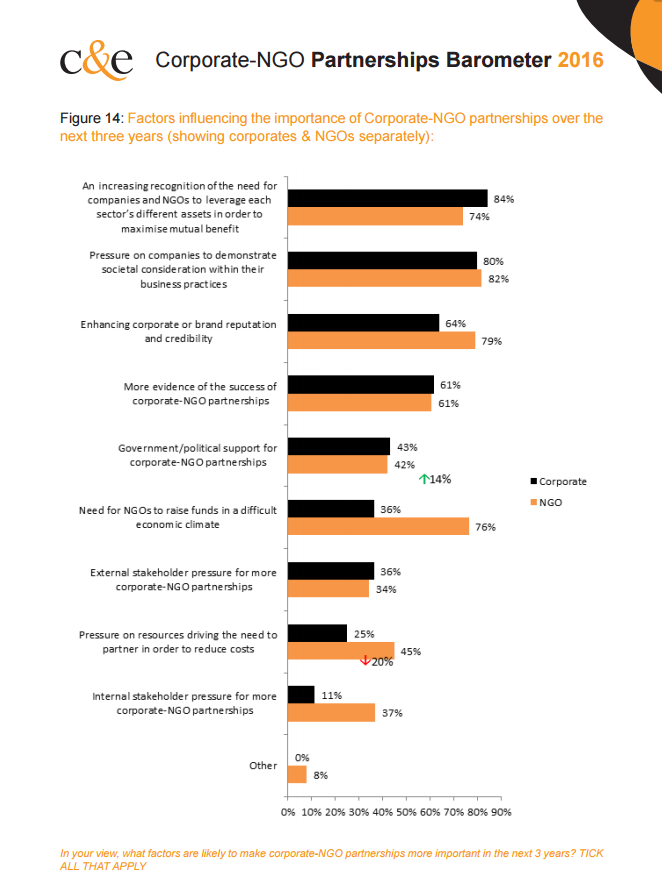 c&e Corporate-NGO Partnerships Barometer 2016
Figure 14: Factors influencing the importance of Corporate-NGO partnerships over the
next three years (showing corporates & NGOs separately):
An increasing recognition of the need for
companies and NGOs to leverage each
sector's different assets in order to
maximise mutual benefit
84%
74%
Pressure on companies to demonstrate
societal consideration within their
business practices
80%
82%
Enhancing corporate or brand reputation
and credibility
64%
79%
More evidence of the success of
corporate-NGO partnerships
61%
61%
Government/political support for
corporate-NGO partnerships
43%
42%
↑14%
Corporate
NGO
Need for NGOs to raise funds in a difficult
economic climate
36%
76%
External stakeholder pressure for more
corporate-NGO partnerships
36%
34%
Pressure on resources driving the need to
partner in order to reduce costs
25%
45%
↓20%
Internal stakeholder pressure for more
corporate-NGO partnerships
11%
37%
Other
0%
8%
0% 10% 20% 30% 40% 50% 60% 70% 80% 90%
In your view, what factors are likely to make corporate-NGO partnerships more important in the next 3 years? TICK
ALL THAT APPLY